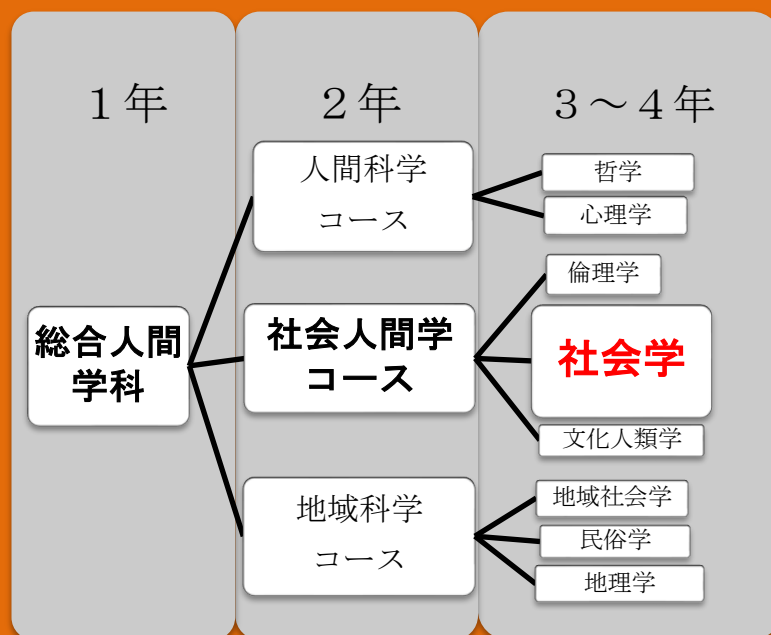 １年
２年
３～４年
総合人間
学科
人間科学
コース
哲学
心理学
社会人間学
コース
倫理学
社会学
文化人類学
地域科学
コース
地域社会学
民俗学
地理学